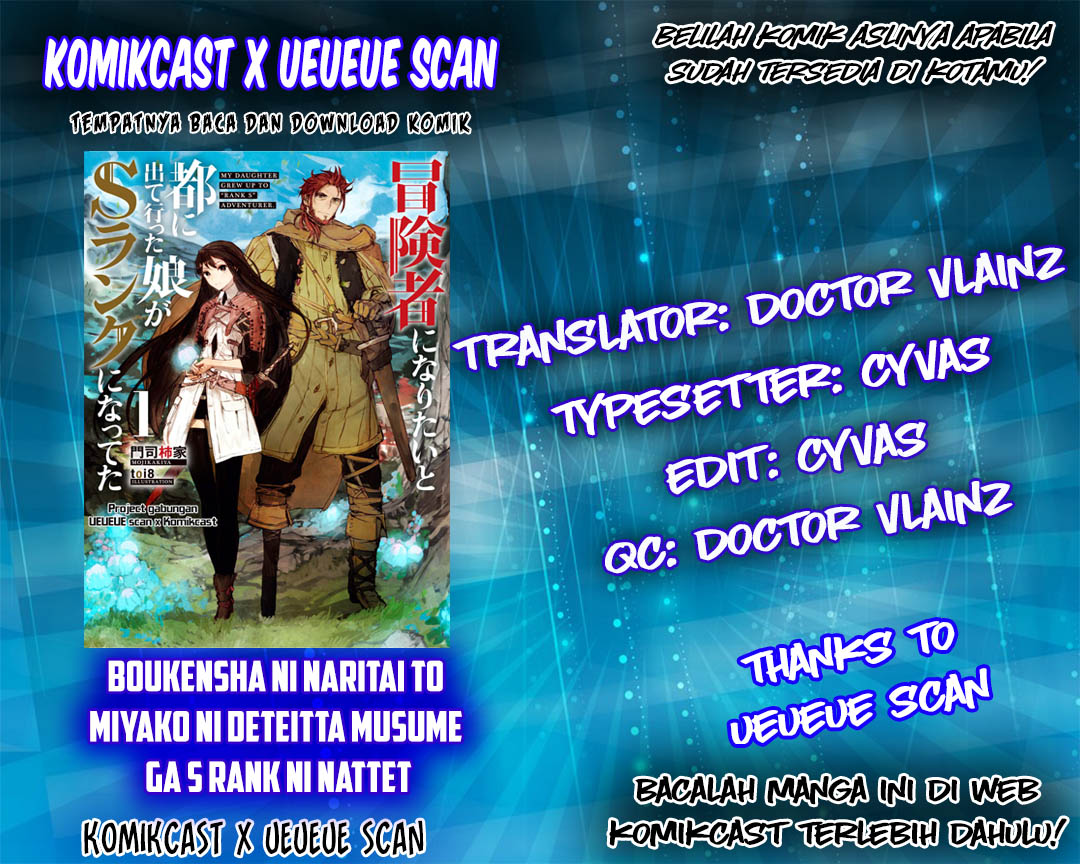 KOMIKCAST X UEUEUE SCAN
TEMPATNYA BACA DAN DOWNLOAD KOMIK
BELILAH KOMIK ASLINYA APABILA
SUDAH TERSEDIA DI KOTAMU!
冒険者になりたいと
都に
出て行った娘が
Sランクになってた
MY DAUGHTER
GREW UP TO
"RANK S"
ADVENTURER.
1
門司柿家
MOJIKAKIYA
toi8
ILLUSTRATION
Project gabungan
UEUEUE scan x Komikcast
TRANSLATOR: DOCTOR VLAINZ
TYPESETTER: CYVAS
EDIT: CYVAS
QC: DOCTOR VLAINZ
THANKS TO
UEUEUE SCAN
BOUKENSHA NI NARITAI TO
MIYAKO NI DETEITTA MUSUME
GA S RANK NI NATTET
KOMIKCAST X UEUEUE SCAN
BACALAH MANGA INI DI WEB
KOMIKCAST TERLEBIH DAHULU!